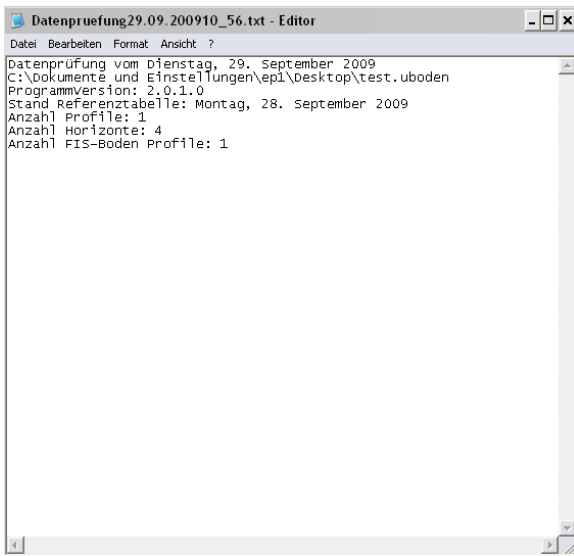 Datenpruefung29.09.200910_56.txt - Editor
Datei Bearbeiten Format Ansicht ?
Datenprüfung vom Dienstag, 29. September 2009
C:\Dokumente und Einstellungen\ep1\Desktop\test.uboden
ProgrammVersion: 2.0.1.0
Stand Referenztabelle: Montag, 28. September 2009
Anzahl Profile: 1
Anzahl Horizonte: 4
Anzahl FIS-Boden Profile: 1